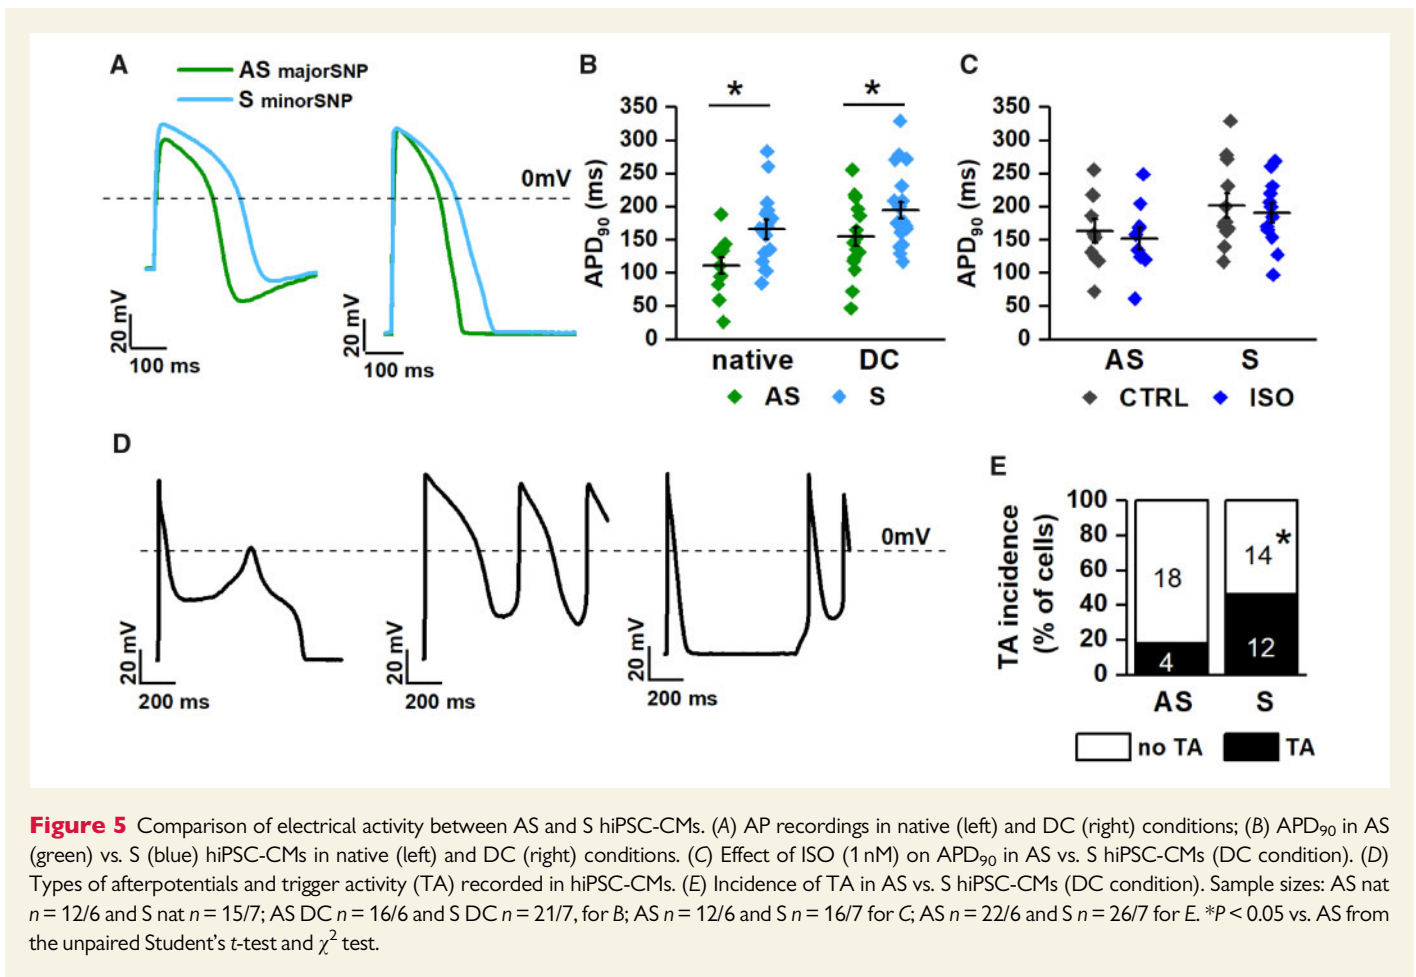 A
AS majorSNP
S minorSNP
0mV
20 mV
100 ms
20 mV
100 ms
B
* *
APD90 (ms)
350
300
250
200
150
100
50
0
native DC
AS S
C
APD90 (ms)
350
300
250
200
150
100
50
0
AS S
CTRL ISO
D
0mV
20 mV
200 ms
20 mV
200 ms
20 mV
200 ms
E
TA incidence
(% of cells)
100
80
60
40
20
0
18
4
14 *
12
AS S
no TA TA
Figure 5 Comparison of electrical activity between AS and S hiPSC-CMs. (A) AP recordings in native (left) and DC (right) conditions; (B) APD90 in AS
(green) vs. S (blue) hiPSC-CMs in native (left) and DC (right) conditions. (C) Effect of ISO (1 nM) on APD90 in AS vs. S hiPSC-CMs (DC condition). (D)
Types of afterpotentials and trigger activity (TA) recorded in hiPSC-CMs. (E) Incidence of TA in AS vs. S hiPSC-CMs (DC condition). Sample sizes: AS nat
n = 12/6 and S nat n = 15/7; AS DC n = 16/6 and S DC n = 21/7, for B; AS n = 12/6 and S n = 16/7 for C; AS n = 22/6 and S n = 26/7 for E. *P < 0.05 vs. AS from
the unpaired Student's t-test and χ2 test.